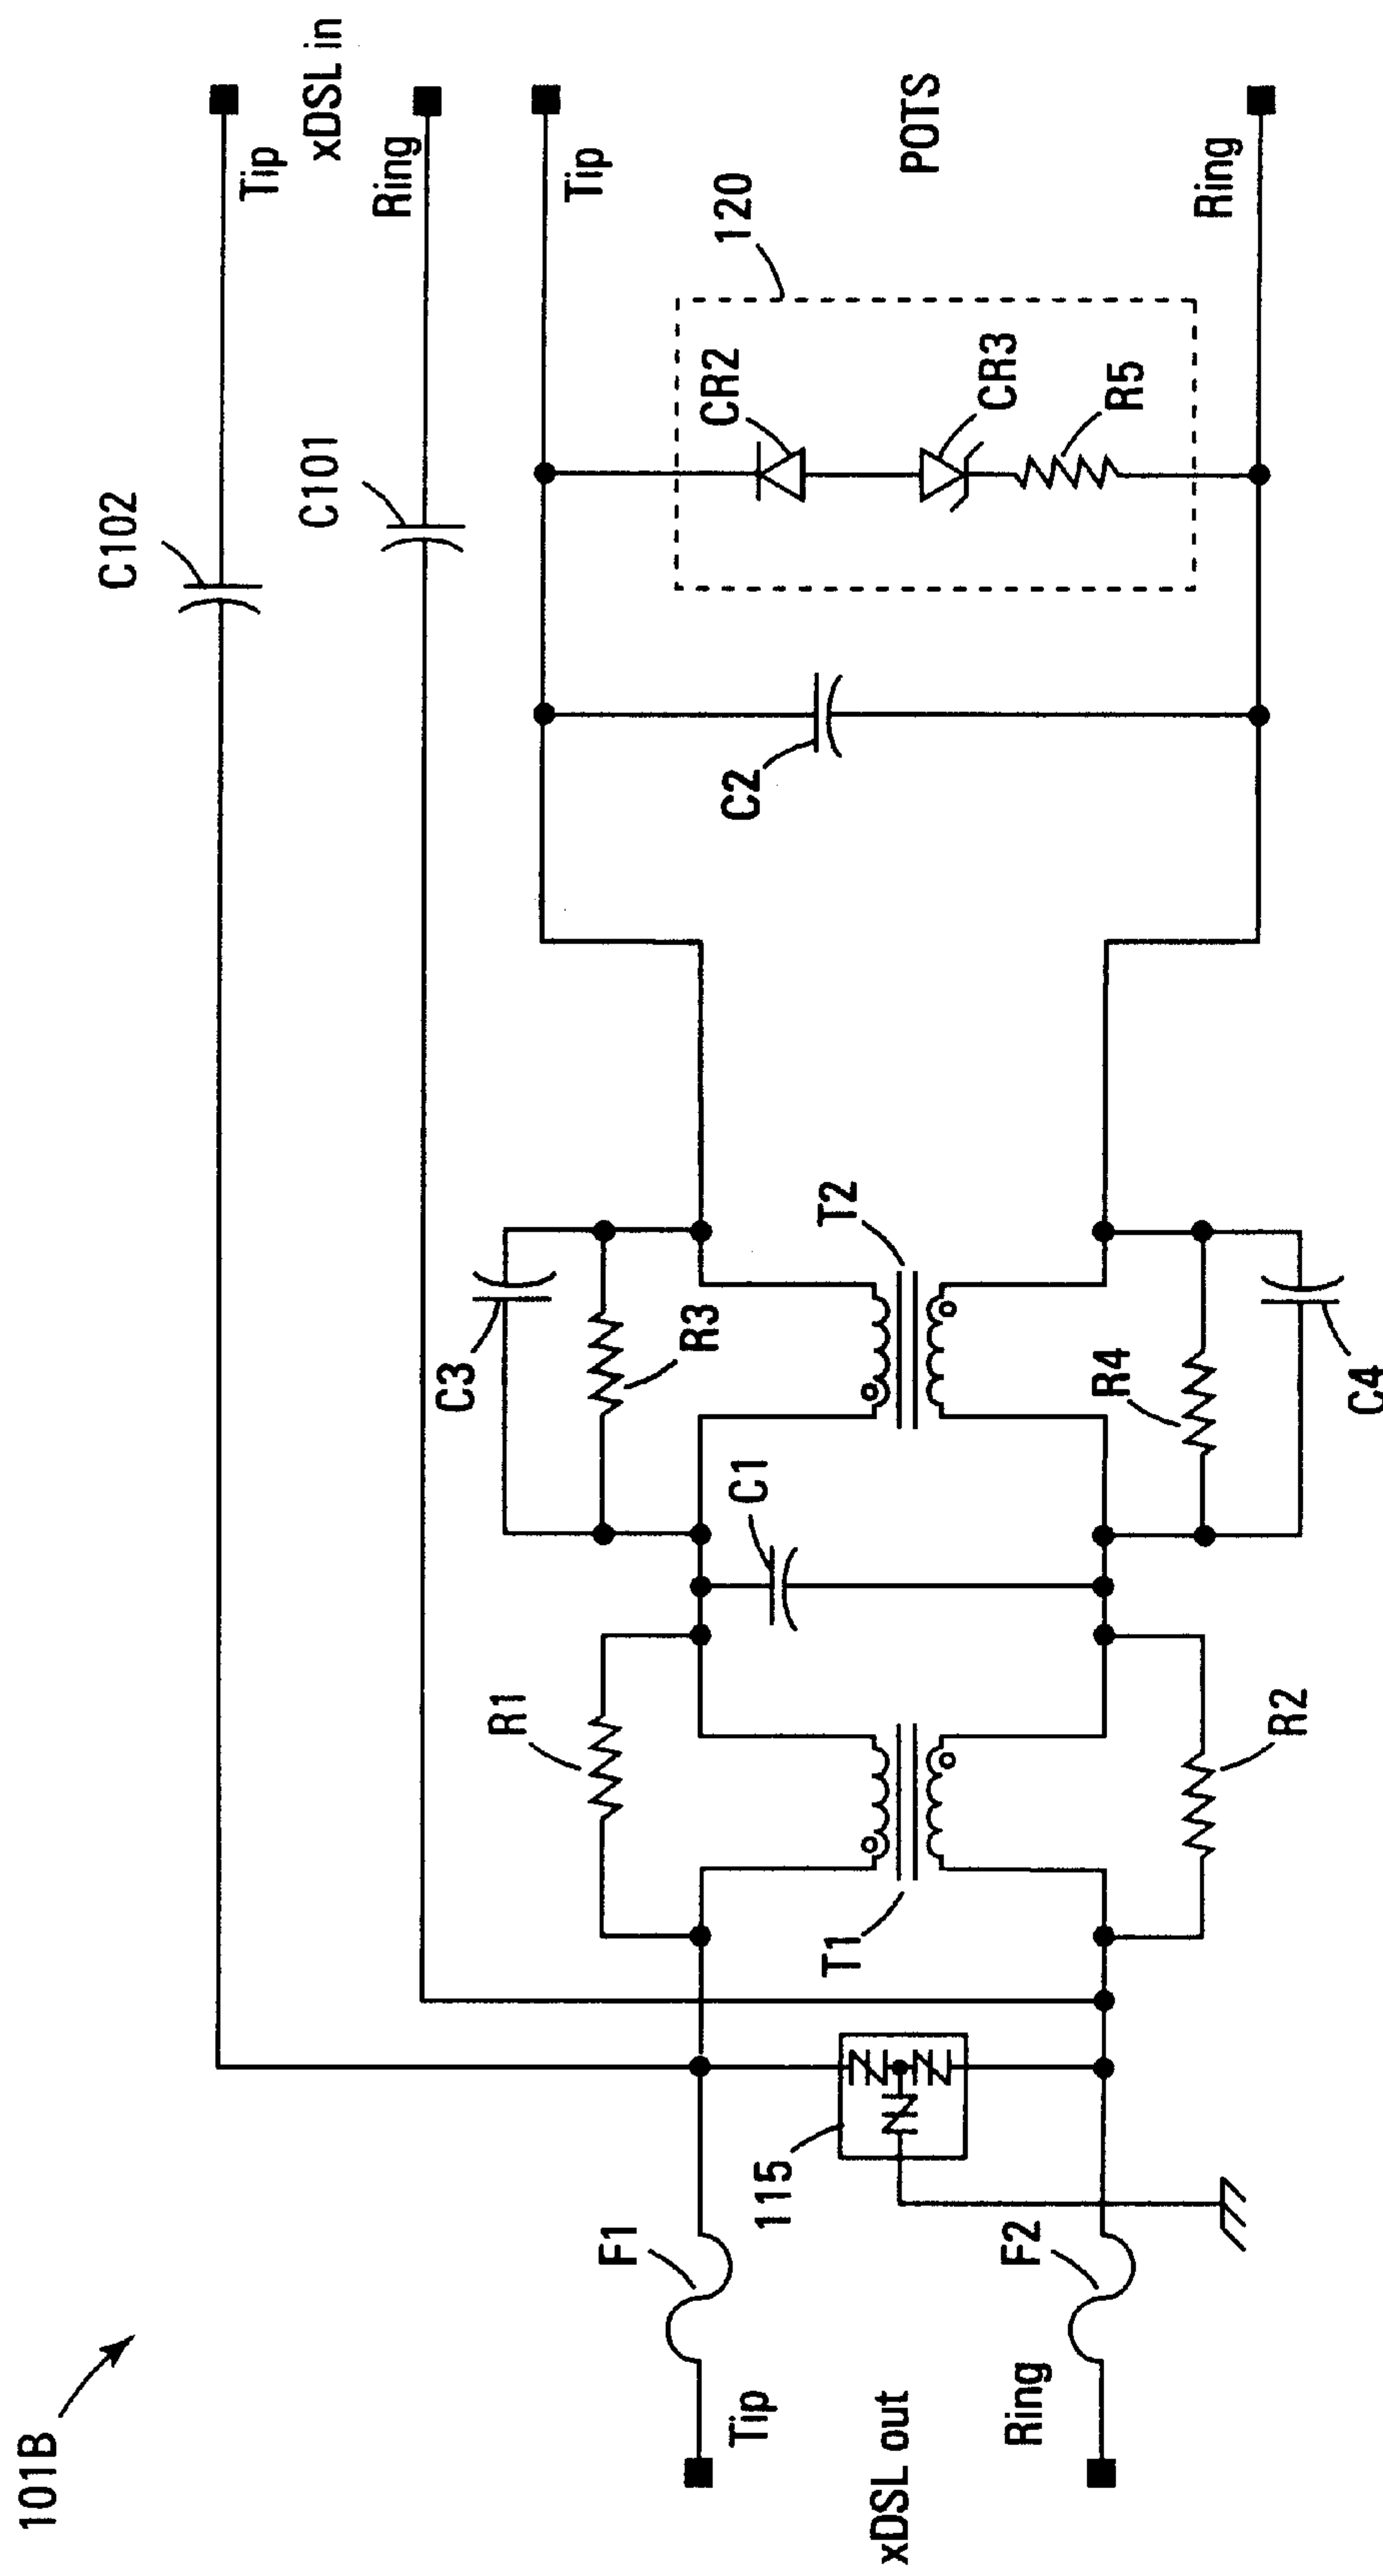 101B
C102
Tip
xDSL in
C101
Ring
Tip
120
POTS
CR2
CR3
R5
Ring
C2
C3
R3
T2
R4
C4
C1
R1
T1
R2
115
F1
F2
Tip
xDSL out
Ring